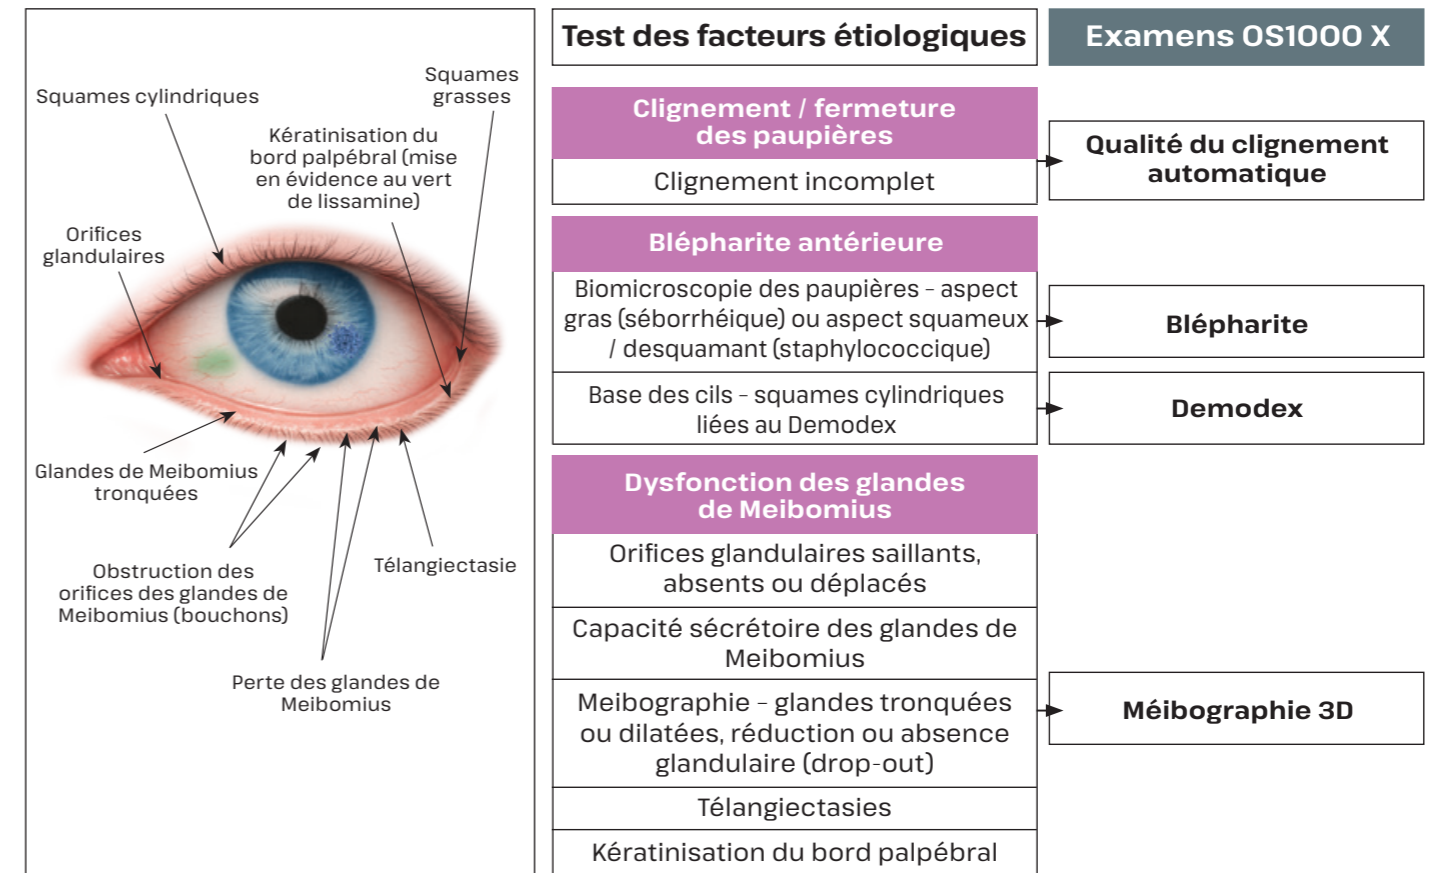 Squames cylindriques
Squames
grasses
Kératinisation du
bord palpébral (mise
en évidence au vert
de lissamine)
Orifices
glandulaires
Glandes de Meibomius
tronquées
Obstruction des
orifices des glandes de
Meibomius (bouchons)
Télangiectasie
Perte des glandes de
Meibomius
Test des facteurs étiologiques
Examens OS1000 X
Clignement / fermeture
des paupières
Clignement incomplet
Qualité du clignement
automatique
Blépharite antérieure
Biomicroscopie des paupières – aspect
gras (séborrhéique) ou aspect squameux
/ desquamant (staphylococcique)
Blépharite
Base des cils – squames cylindriques
liées au Demodex
Demodex
Dysfonction des glandes
de Meibomius
Orifices glandulaires saillants,
absents ou déplacés
Capacité sécrétoire des glandes de
Meibomius
Meibographie – glandes tronquées
ou dilatées, réduction ou absence
glandulaire (drop-out)
Méibographie 3D
Télangiectasies
Kératinisation du bord palpébral